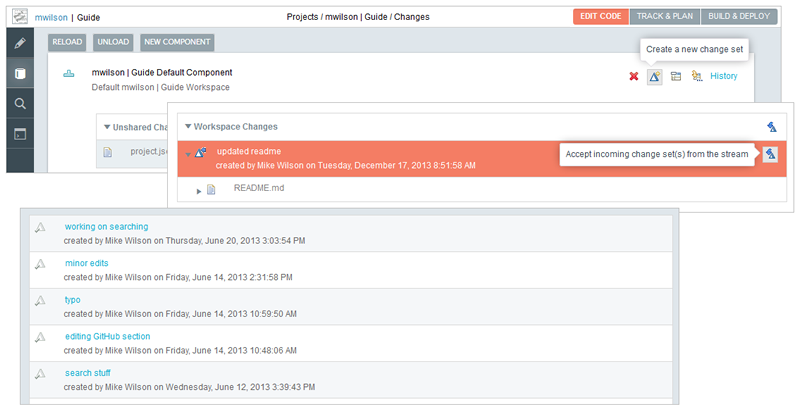 mwilson | Guide
Projects / mwilson | Guide / Changes
EDIT CODE
TRACK & PLAN
BUILD & DEPLOY
RELOAD
UNLOAD
NEW COMPONENT
Create a new change set
mwilson | Guide Default Component
Default mwilson | Guide Workspace
History
Unshared Cha
project.jso
Workspace Changes
updated readme
created by Mike Wilson on Tuesday, December 17, 2013 8:51:58 AM
Accept incoming change set(s) from the stream
README.md
working on searching
created by Mike Wilson on Thursday, June 20, 2013 3:03:54 PM
minor edits
created by Mike Wilson on Friday, June 14, 2013 2:31:58 PM
typo
created by Mike Wilson on Friday, June 14, 2013 10:59:50 AM
editing GitHub section
created by Mike Wilson on Friday, June 14, 2013 10:48:06 AM
search stuff
created by Mike Wilson on Wednesday, June 12, 2013 3:39:43 PM